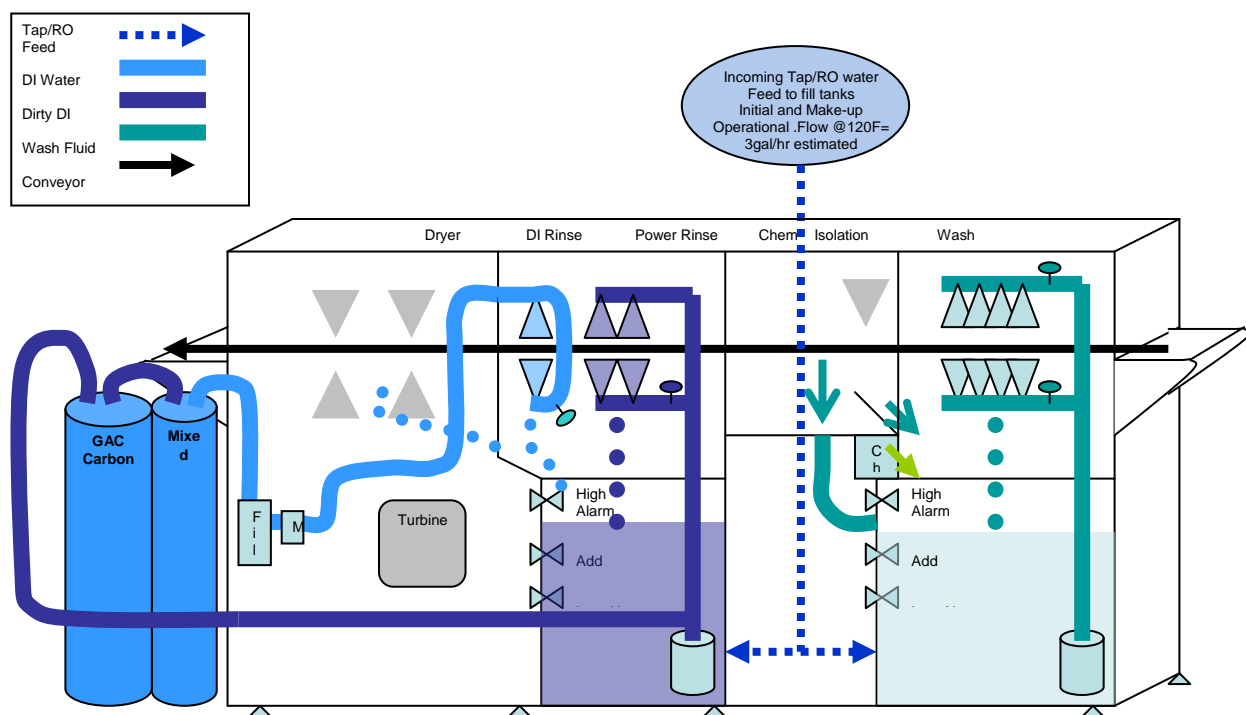 Tap/RO
Feed
DI Water
Dirty DI
Wash Fluid
Conveyor
Incoming Tap/RO water
Feed to fill tanks
Initial and Make-up
Operational .Flow @120F=
3gal/hr estimated
Dryer
DI Rinse
Power Rinse
Chem Isolation
Wash
GAC
Carbon
Mixe
d
F
i
l
M
Turbine
High
Alarm
Add
C
h
High
Alarm
Add